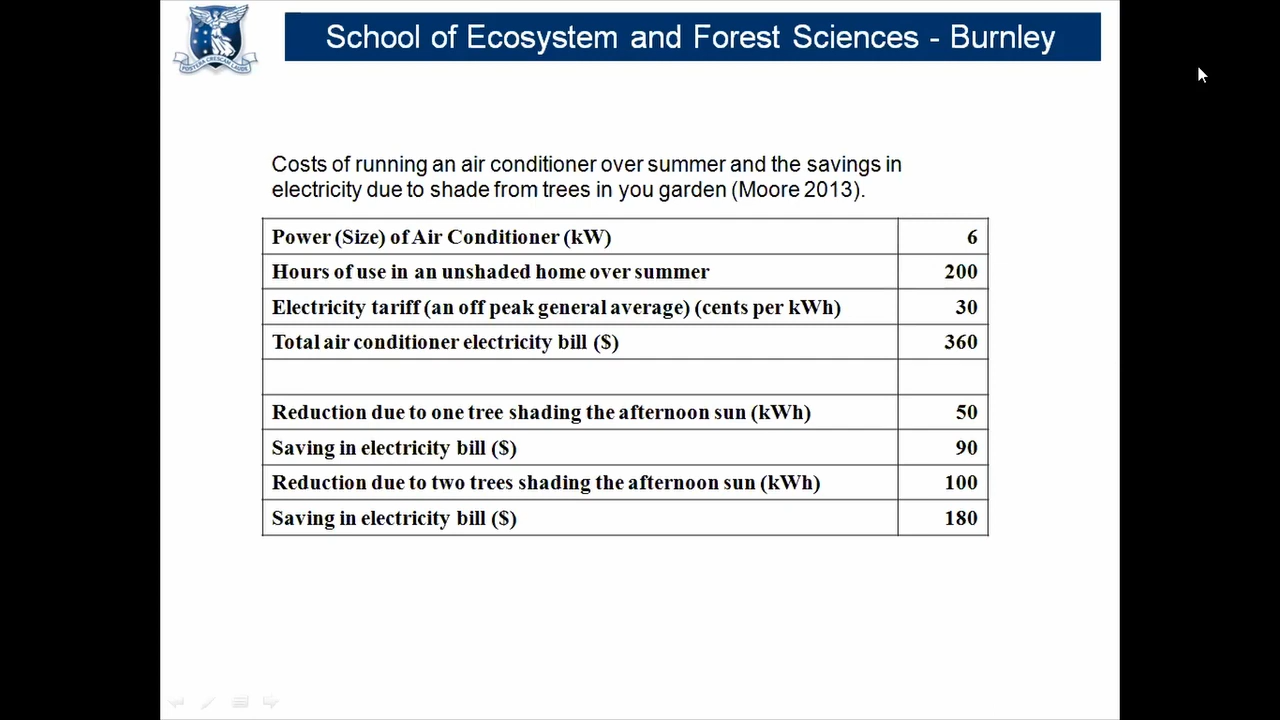 School of Ecosystem and Forest Sciences - Burnley
POSTERA CRESCAM LAUDE
Costs of running an air conditioner over summer and the savings in
electricity due to shade from trees in you garden (Moore 2013).
Power (Size) of Air Conditioner (kW) 6
Hours of use in an unshaded home over summer 200
Electricity tariff (an off peak general average) (cents per kWh) 30
Total air conditioner electricity bill ($) 360
Reduction due to one tree shading the afternoon sun (kWh) 50
Saving in electricity bill ($) 90
Reduction due to two trees shading the afternoon sun (kWh) 100
Saving in electricity bill ($) 180